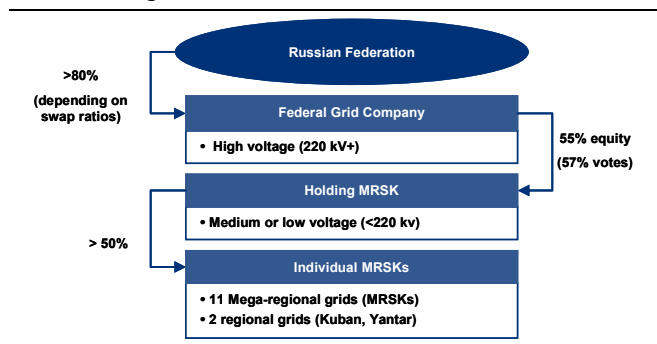 Russian Federation
>80%
(depending on
swap ratios)
Federal Grid Company
• High voltage (220 kV+)
55% equity
(57% votes)
Holding MRSK
• Medium or low voltage (<220 kv)
> 50%
Individual MRSKs
• 11 Mega-regional grids (MRSKs)
• 2 regional grids (Kuban, Yantar)